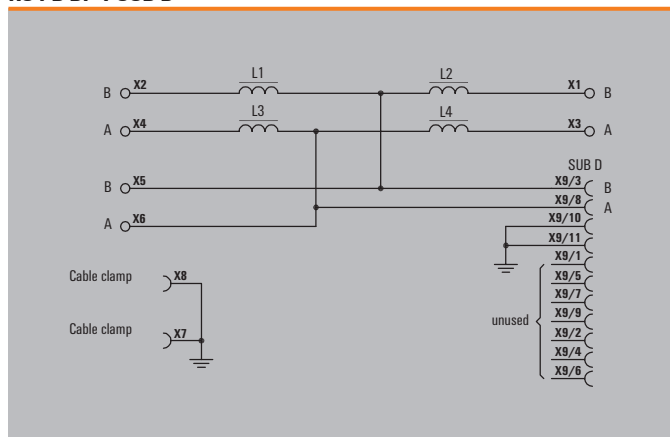 L1 L2
B X2 X1 B
L3 L4
A X4 X3 A
SUB D
B X5 X9/3 B
X9/8 A
A X6 X9/10
X9/11
X9/1
Cable clamp X8 X9/5
X9/7
unused X9/9
Cable clamp X7 X9/2
X9/4
X9/6